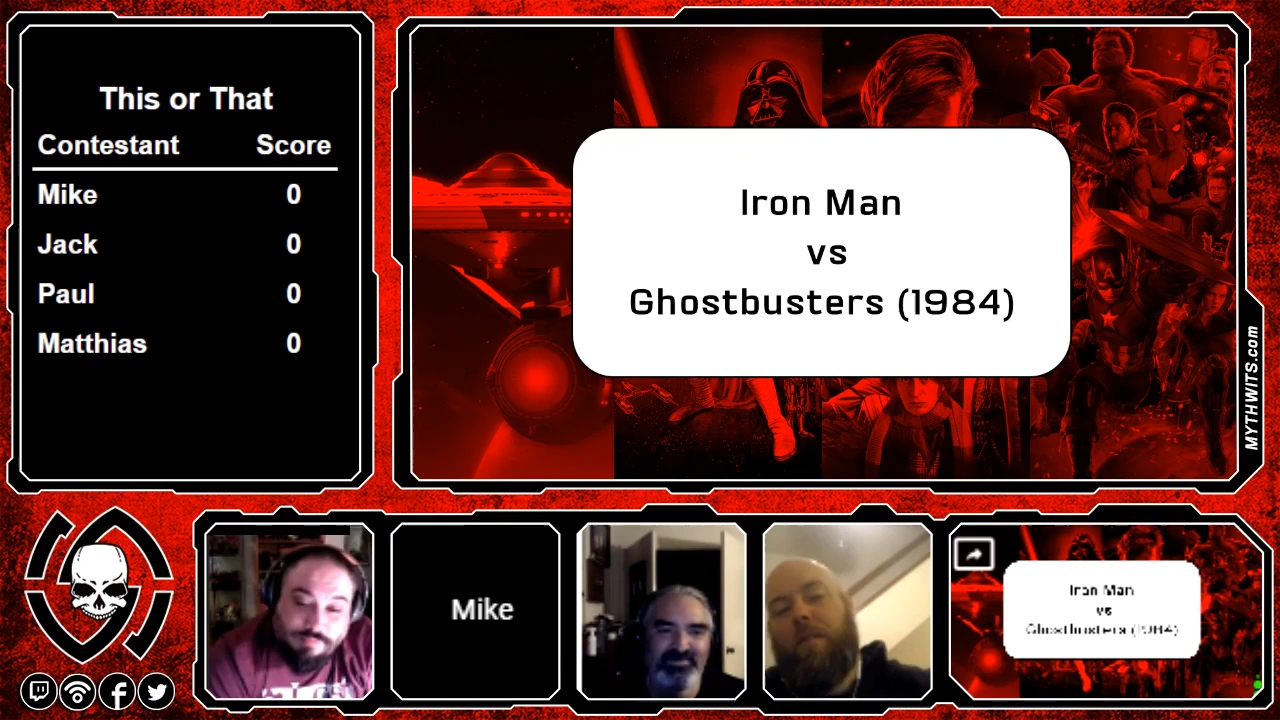 This or That
Contestant Score
Mike 0
Jack 0
Paul 0
Matthias 0
Iron Man
vs
Ghostbusters (1984)
MYTHWITS.com
Mike
Iron Man
vs
Ghostbusters (1984)